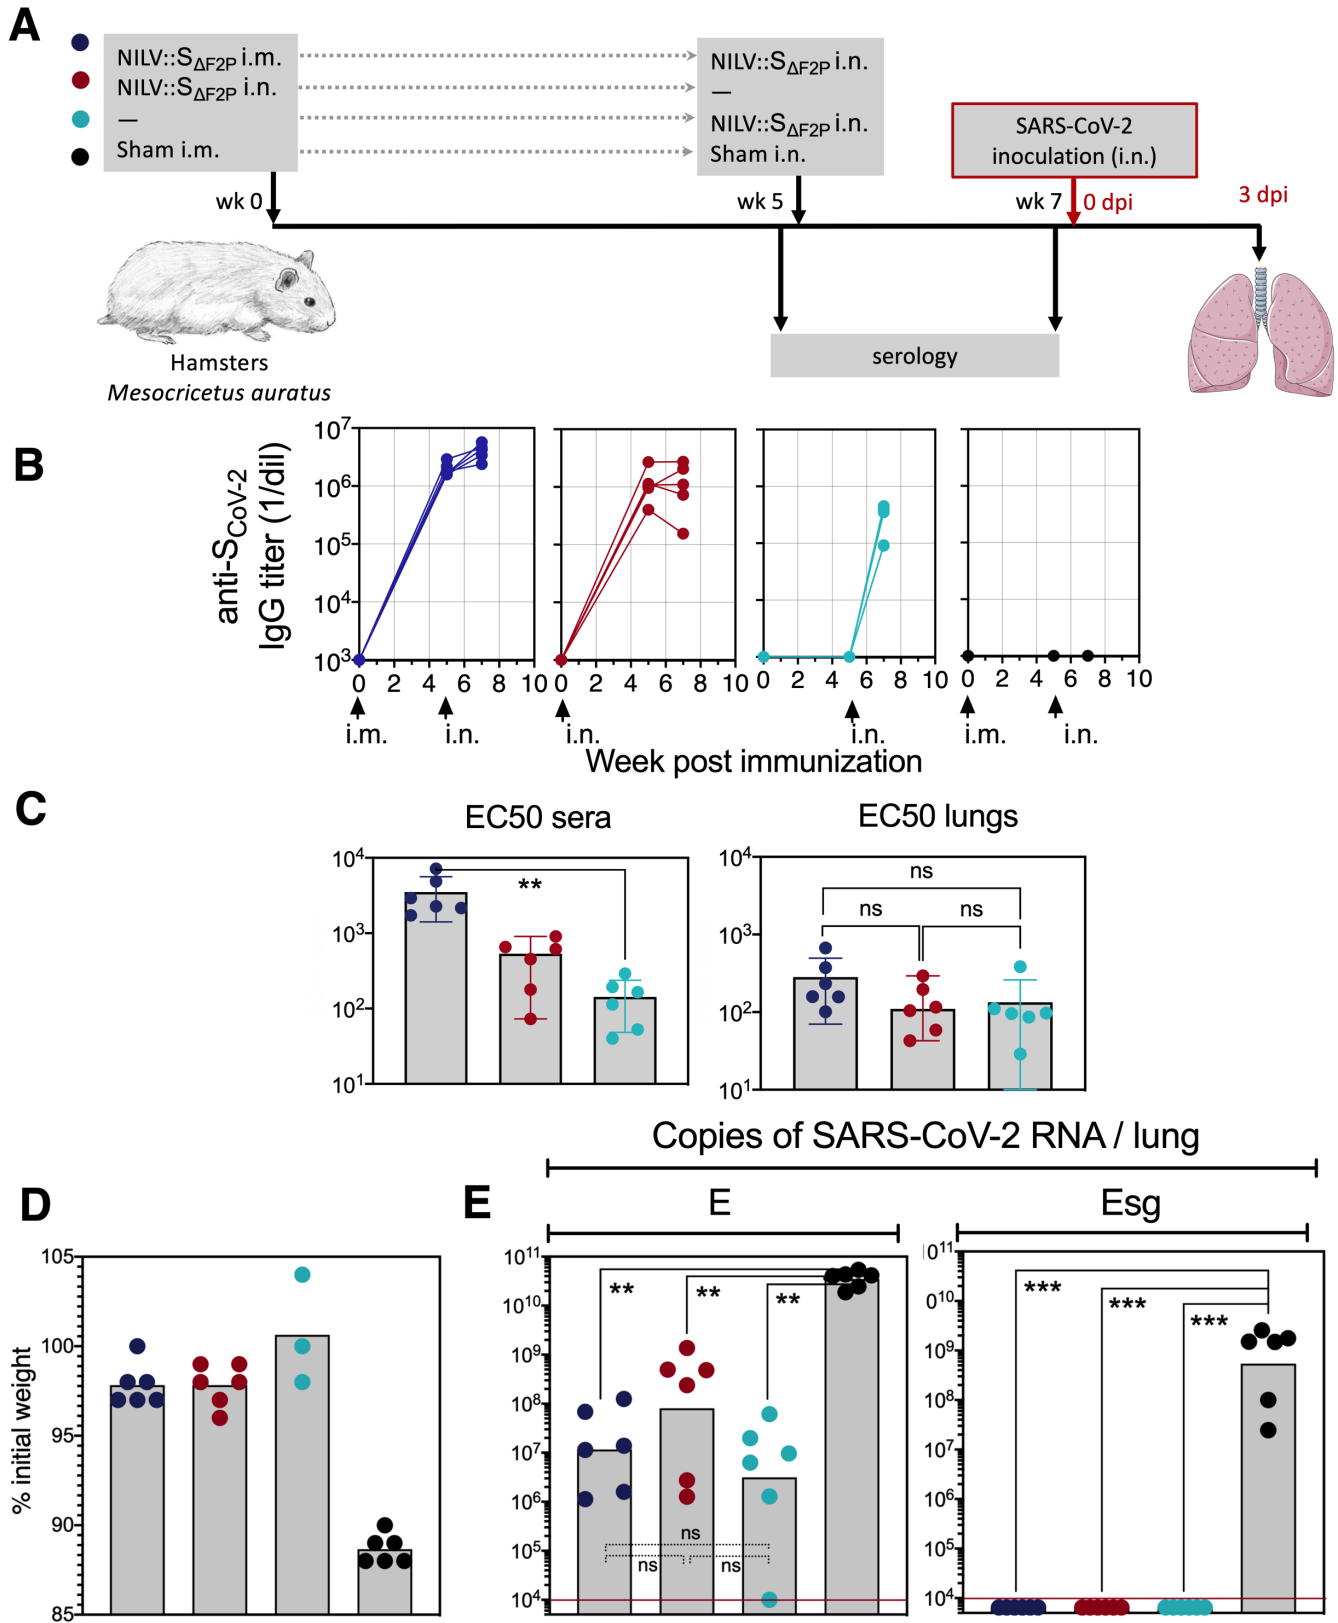 A
NILV::SΔF2P i.m.
NILV::SΔF2P i.n.
—
Sham i.m.
NILV::SΔF2P i.n.
—
NILV::SΔF2P i.n.
Sham i.n.
SARS-CoV-2
inoculation (i.n.)
wk 0
wk 5
wk 7
0 dpi
3 dpi
Hamsters
Mesocricetus auratus
serology
B
anti-SCoV-2
IgG titer (1/dil)
10⁷
10⁶
10⁵
10⁴
10³
0 2 4 6 8 10
0 2 4 6 8 10
0 2 4 6 8 10
0 2 4 6 8 10
i.m. i.n.
i.n.
i.n.
i.m. i.n.
Week post immunization
C
EC50 sera
10⁴
10³
10²
10¹
**
EC50 lungs
10⁴
10³
10²
10¹
ns
ns
ns
Copies of SARS-CoV-2 RNA / lung
D
% initial weight
105
100
95
90
85
E
E
10¹¹
10¹⁰
10⁹
10⁸
10⁷
10⁶
10⁵
10⁴
**
**
**
ns
ns
ns
Esg
0¹¹
0¹⁰
10⁹
10⁸
10⁷
10⁶
10⁵
10⁴
***
***
***